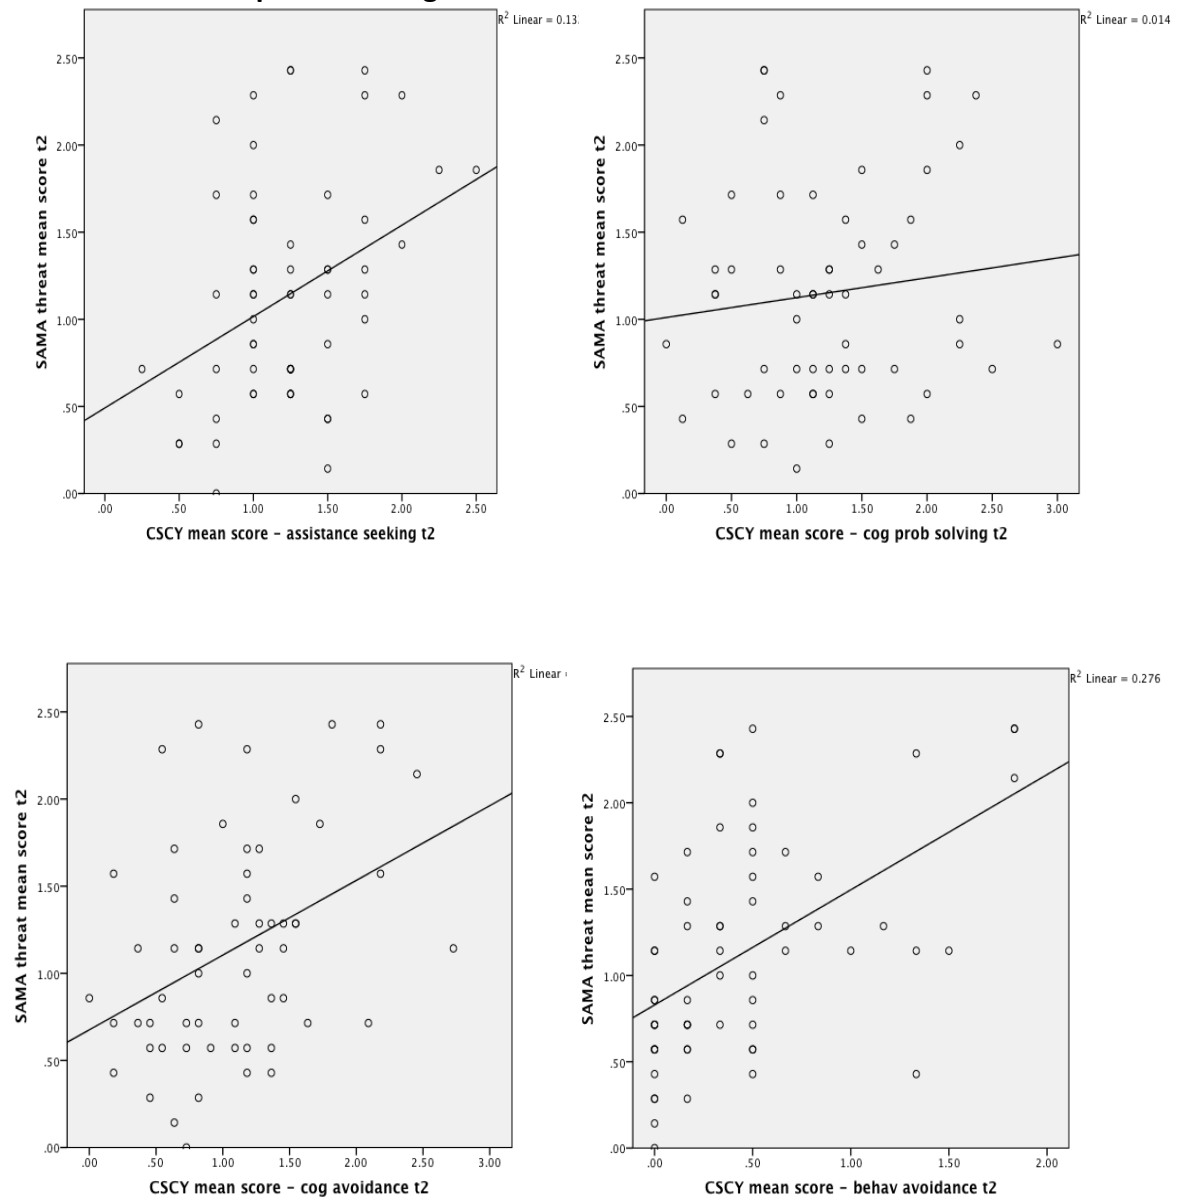 R² Linear = 0.13
2.50
2.00
1.50
1.00
.50
.00
SAMA threat mean score t2
.00 .50 1.00 1.50 2.00 2.50
CSCY mean score – assistance seeking t2
R² Linear = 0.014
2.50
2.00
1.50
1.00
.50
.00
SAMA threat mean score t2
.00 .50 1.00 1.50 2.00 2.50 3.00
CSCY mean score – cog prob solving t2
R² Linear
2.50
2.00
1.50
1.00
.50
.00
SAMA threat mean score t2
.00 .50 1.00 1.50 2.00 2.50 3.00
CSCY mean score – cog avoidance t2
R² Linear = 0.276
2.50
2.00
1.50
1.00
.50
.00
SAMA threat mean score t2
.00 .50 1.00 1.50 2.00
CSCY mean score – behav avoidance t2